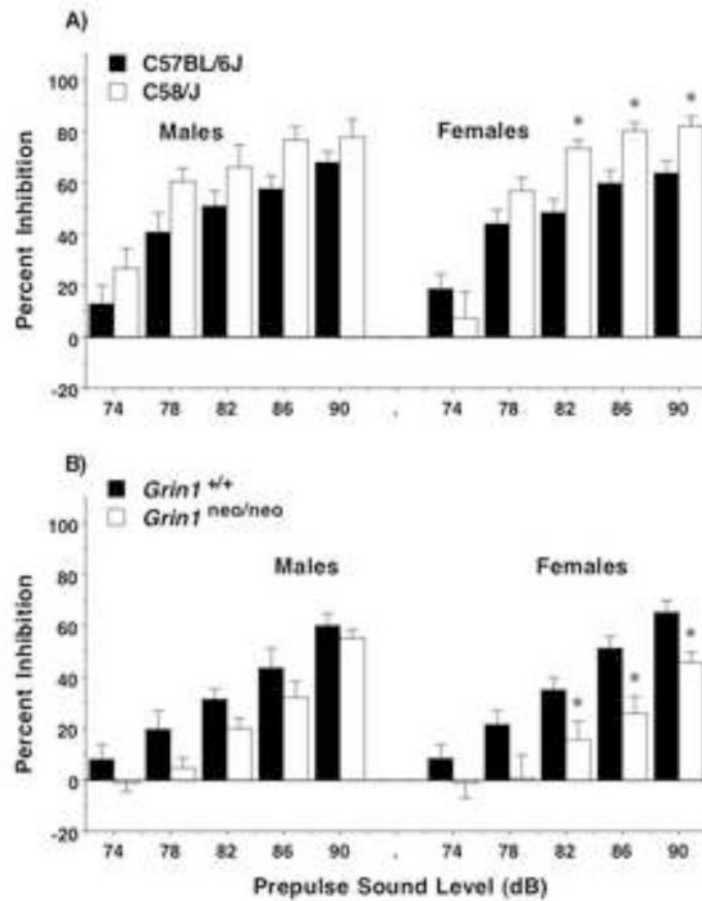 A)
C57BL/6J
C58/J
Males
Females
* * *
Percent Inhibition
100
80
60
40
20
0
-20
74 78 82 86 90 74 78 82 86 90
B)
Grin1 +/+
Grin1 neo/neo
Males
Females
* * *
Percent Inhibition
100
80
60
40
20
0
-20
74 78 82 86 90 74 78 82 86 90
Prepulse Sound Level (dB)